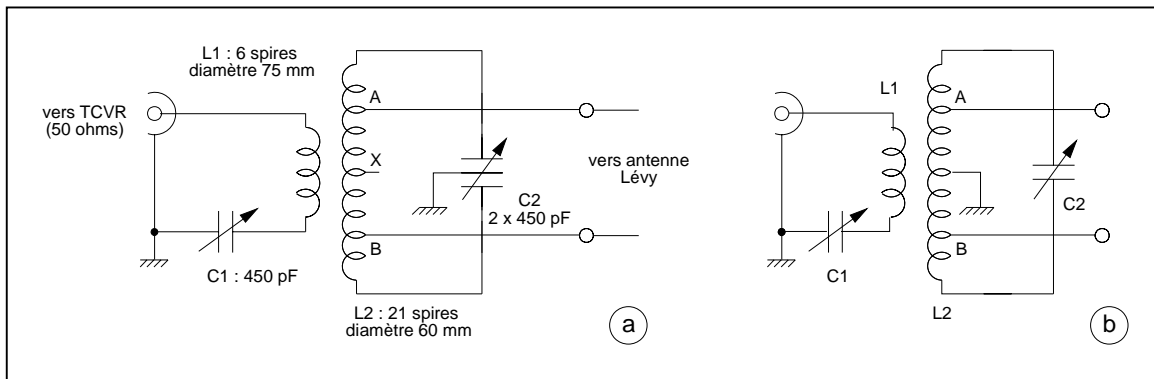 L1 : 6 spires
diamètre 75 mm
vers TCVR
(50 ohms)
C1 : 450 pF
A
X
B
L2 : 21 spires
diamètre 60 mm
C2
2 x 450 pF
vers antenne
Lévy
a
L1
C1
A
B
L2
C2
b